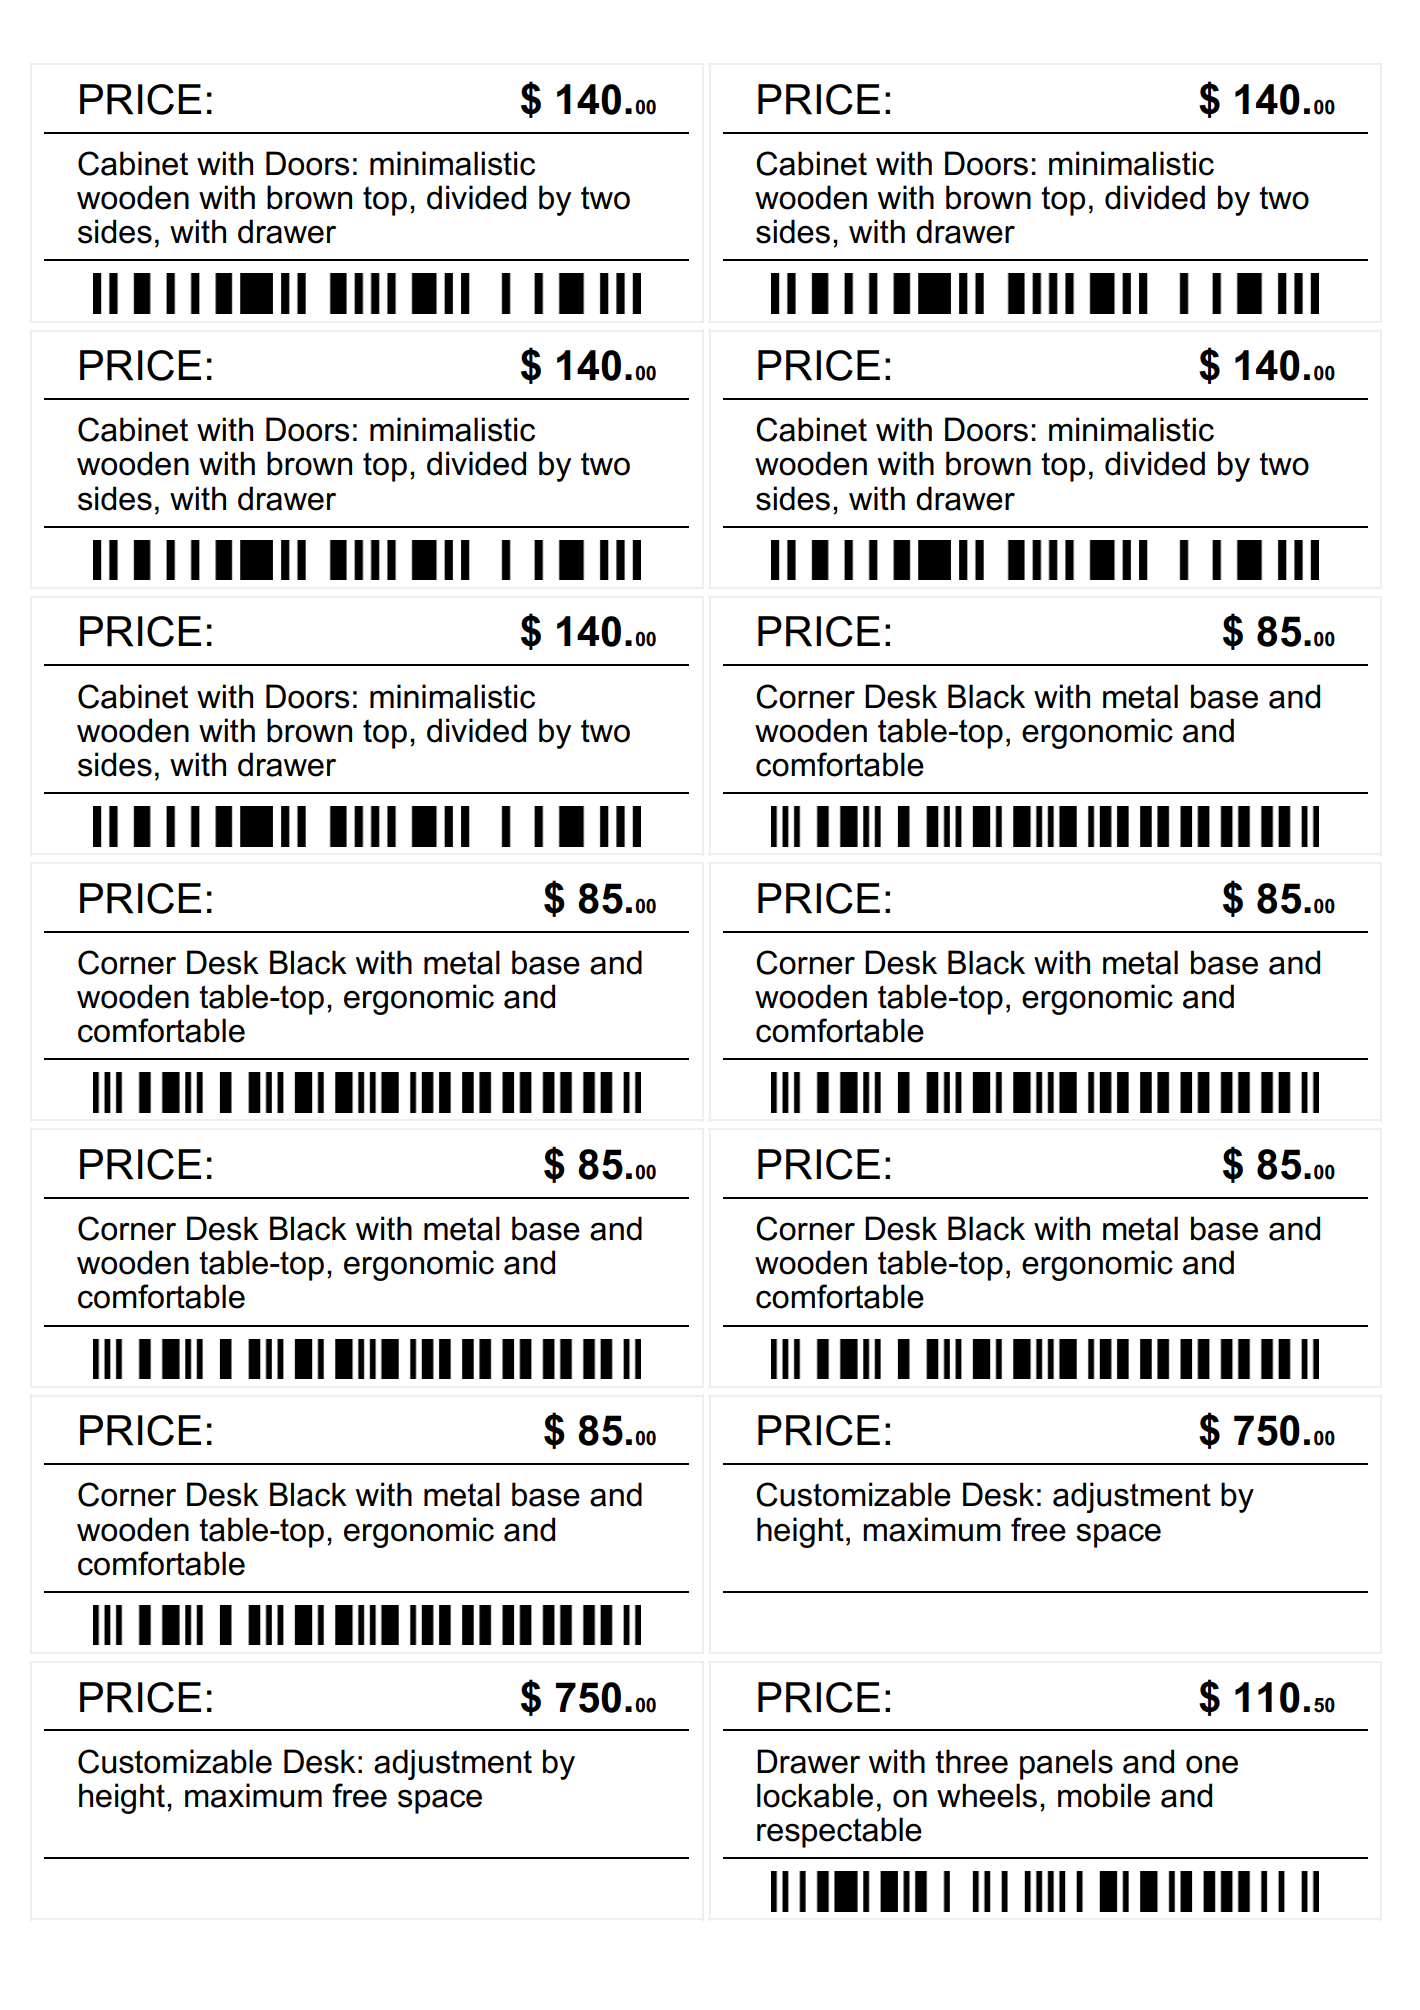 PRICE: $ 140.00
Cabinet with Doors: minimalistic
wooden with brown top, divided by two
sides, with drawer
PRICE: $ 140.00
Cabinet with Doors: minimalistic
wooden with brown top, divided by two
sides, with drawer
PRICE: $ 140.00
Cabinet with Doors: minimalistic
wooden with brown top, divided by two
sides, with drawer
PRICE: $ 140.00
Cabinet with Doors: minimalistic
wooden with brown top, divided by two
sides, with drawer
PRICE: $ 140.00
Cabinet with Doors: minimalistic
wooden with brown top, divided by two
sides, with drawer
PRICE: $ 85.00
Corner Desk Black with metal base and
wooden table-top, ergonomic and
comfortable
PRICE: $ 85.00
Corner Desk Black with metal base and
wooden table-top, ergonomic and
comfortable
PRICE: $ 85.00
Corner Desk Black with metal base and
wooden table-top, ergonomic and
comfortable
PRICE: $ 85.00
Corner Desk Black with metal base and
wooden table-top, ergonomic and
comfortable
PRICE: $ 85.00
Corner Desk Black with metal base and
wooden table-top, ergonomic and
comfortable
PRICE: $ 85.00
Corner Desk Black with metal base and
wooden table-top, ergonomic and
comfortable
PRICE: $ 750.00
Customizable Desk: adjustment by
height, maximum free space
PRICE: $ 750.00
Customizable Desk: adjustment by
height, maximum free space
PRICE: $ 110.50
Drawer with three panels and one
lockable, on wheels, mobile and
respectable